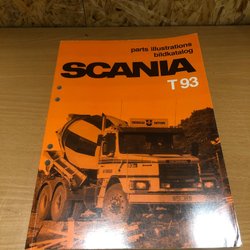 parts illustrations
bildkatalog
SCANIA
T 93